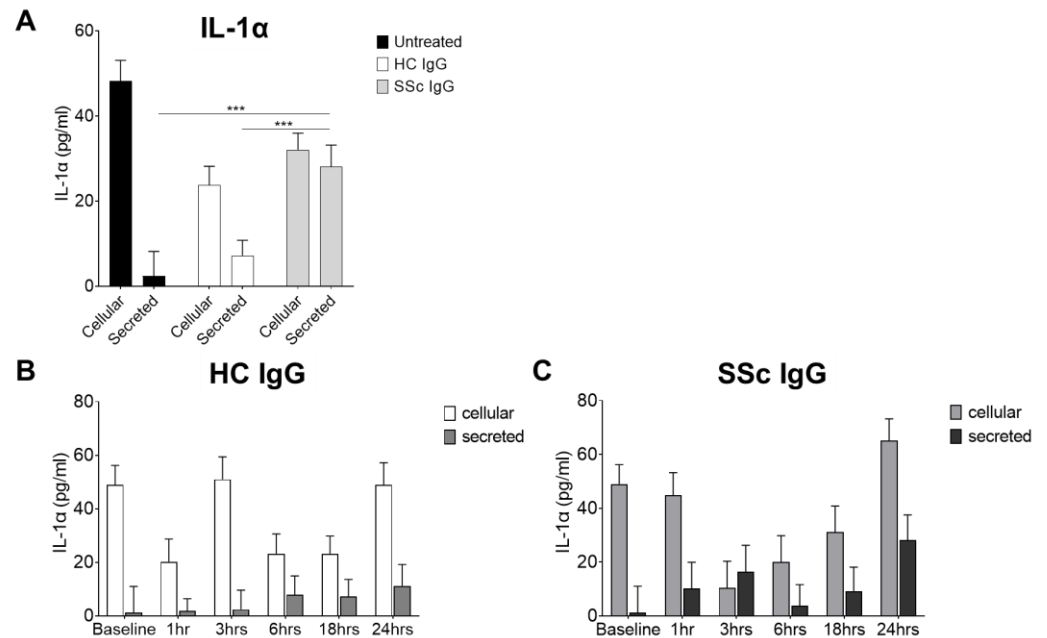 A
IL-1α
Untreated
HC IgG
SSc IgG
60
40
20
0
IL-1α (pg/ml)
***
***
Cellular
Secreted
Cellular
Secreted
Cellular
Secreted
B
HC IgG
cellular
secreted
80
60
40
20
0
IL-1α (pg/ml)
Baseline 1hr 3hrs 6hrs 18hrs 24hrs
C
SSc IgG
cellular
secreted
80
60
40
20
0
IL-1α (pg/ml)
Baseline 1hr 3hrs 6hrs 18hrs 24hrs